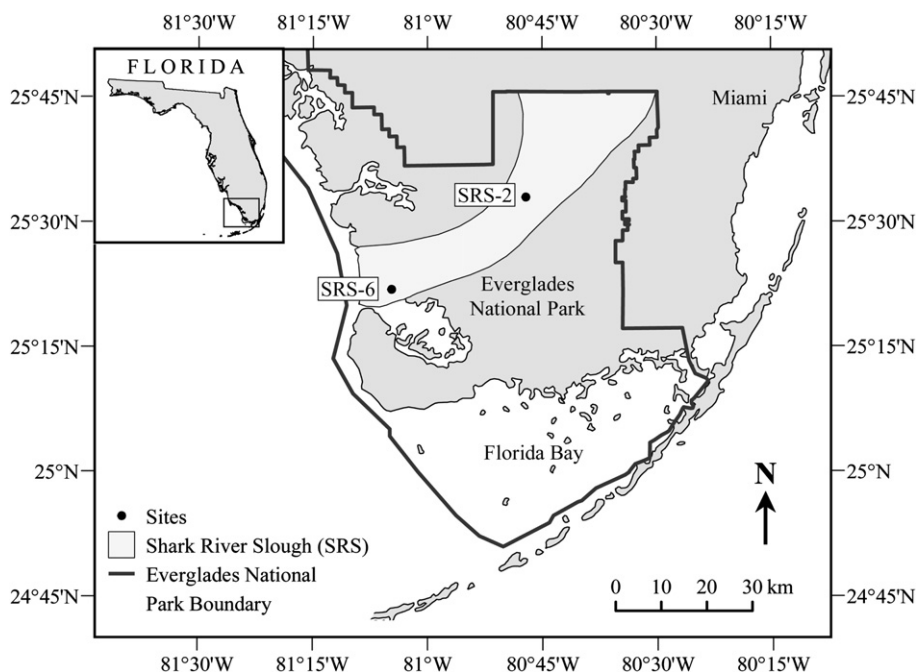 81°30'W 81°15'W 81°W 80°45'W 80°30'W 80°15'W
FLORIDA
25°45'N 25°45'N
Miami
SRS-2
25°30'N 25°30'N
SRS-6
Everglades
National Park
25°15'N 25°15'N
Florida Bay
25°N 25°N
N
Sites
Shark River Slough (SRS)
Everglades National
Park Boundary
0 10 20 30 km
24°45'N 24°45'N
81°30'W 81°15'W 81°W 80°45'W 80°30'W 80°15'W